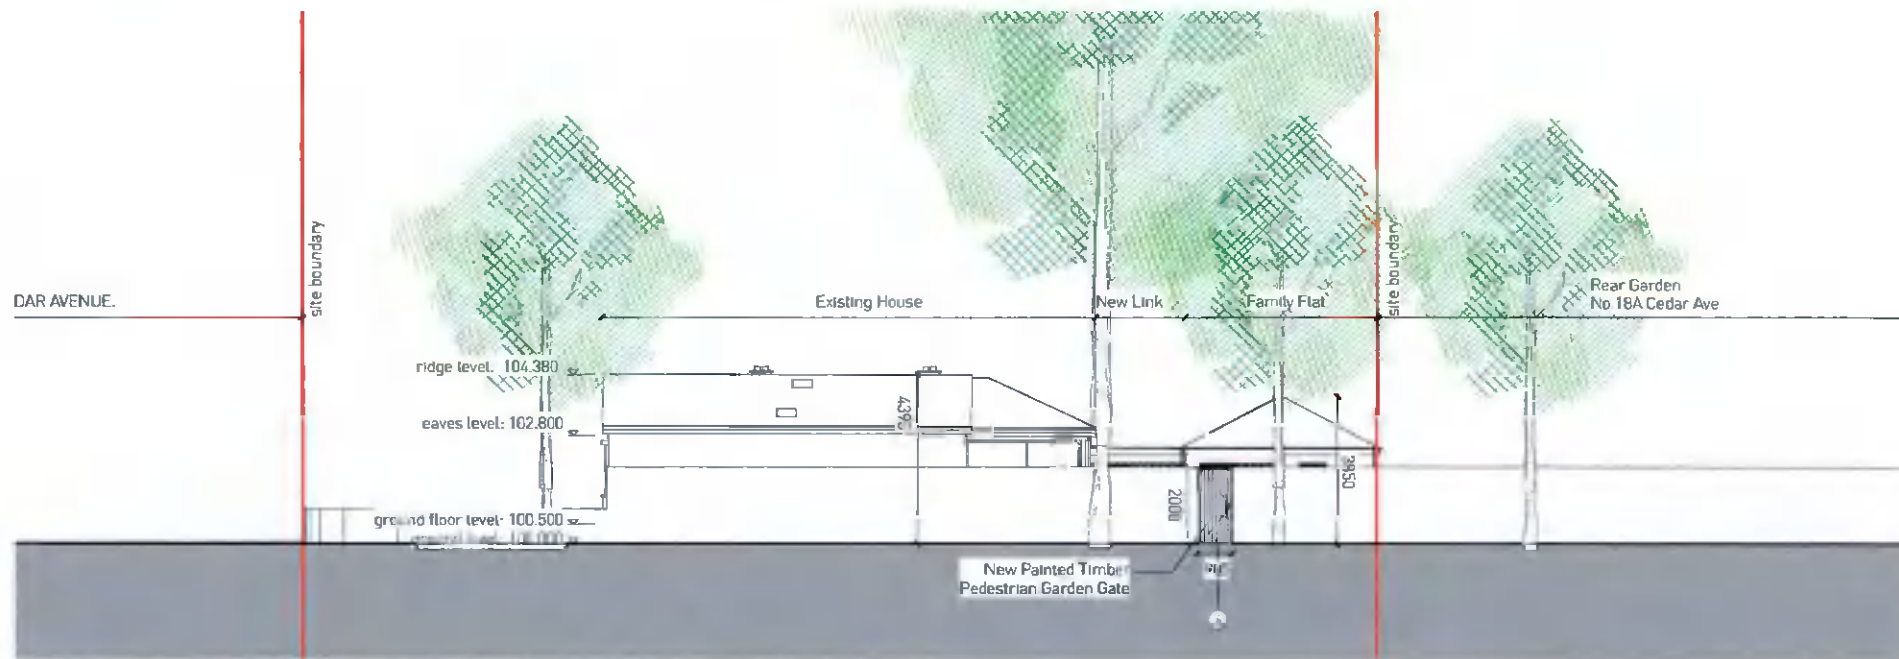 DAR AVENUE.
site boundary
Existing House
New Link
Family Flat
site boundary
Rear Garden
No 18A Cedar Ave
ridge level: 104.380
eaves level: 102.800
ground floor level: 100.500
2000
New Painted Timber
Pedestrian Garden Gate